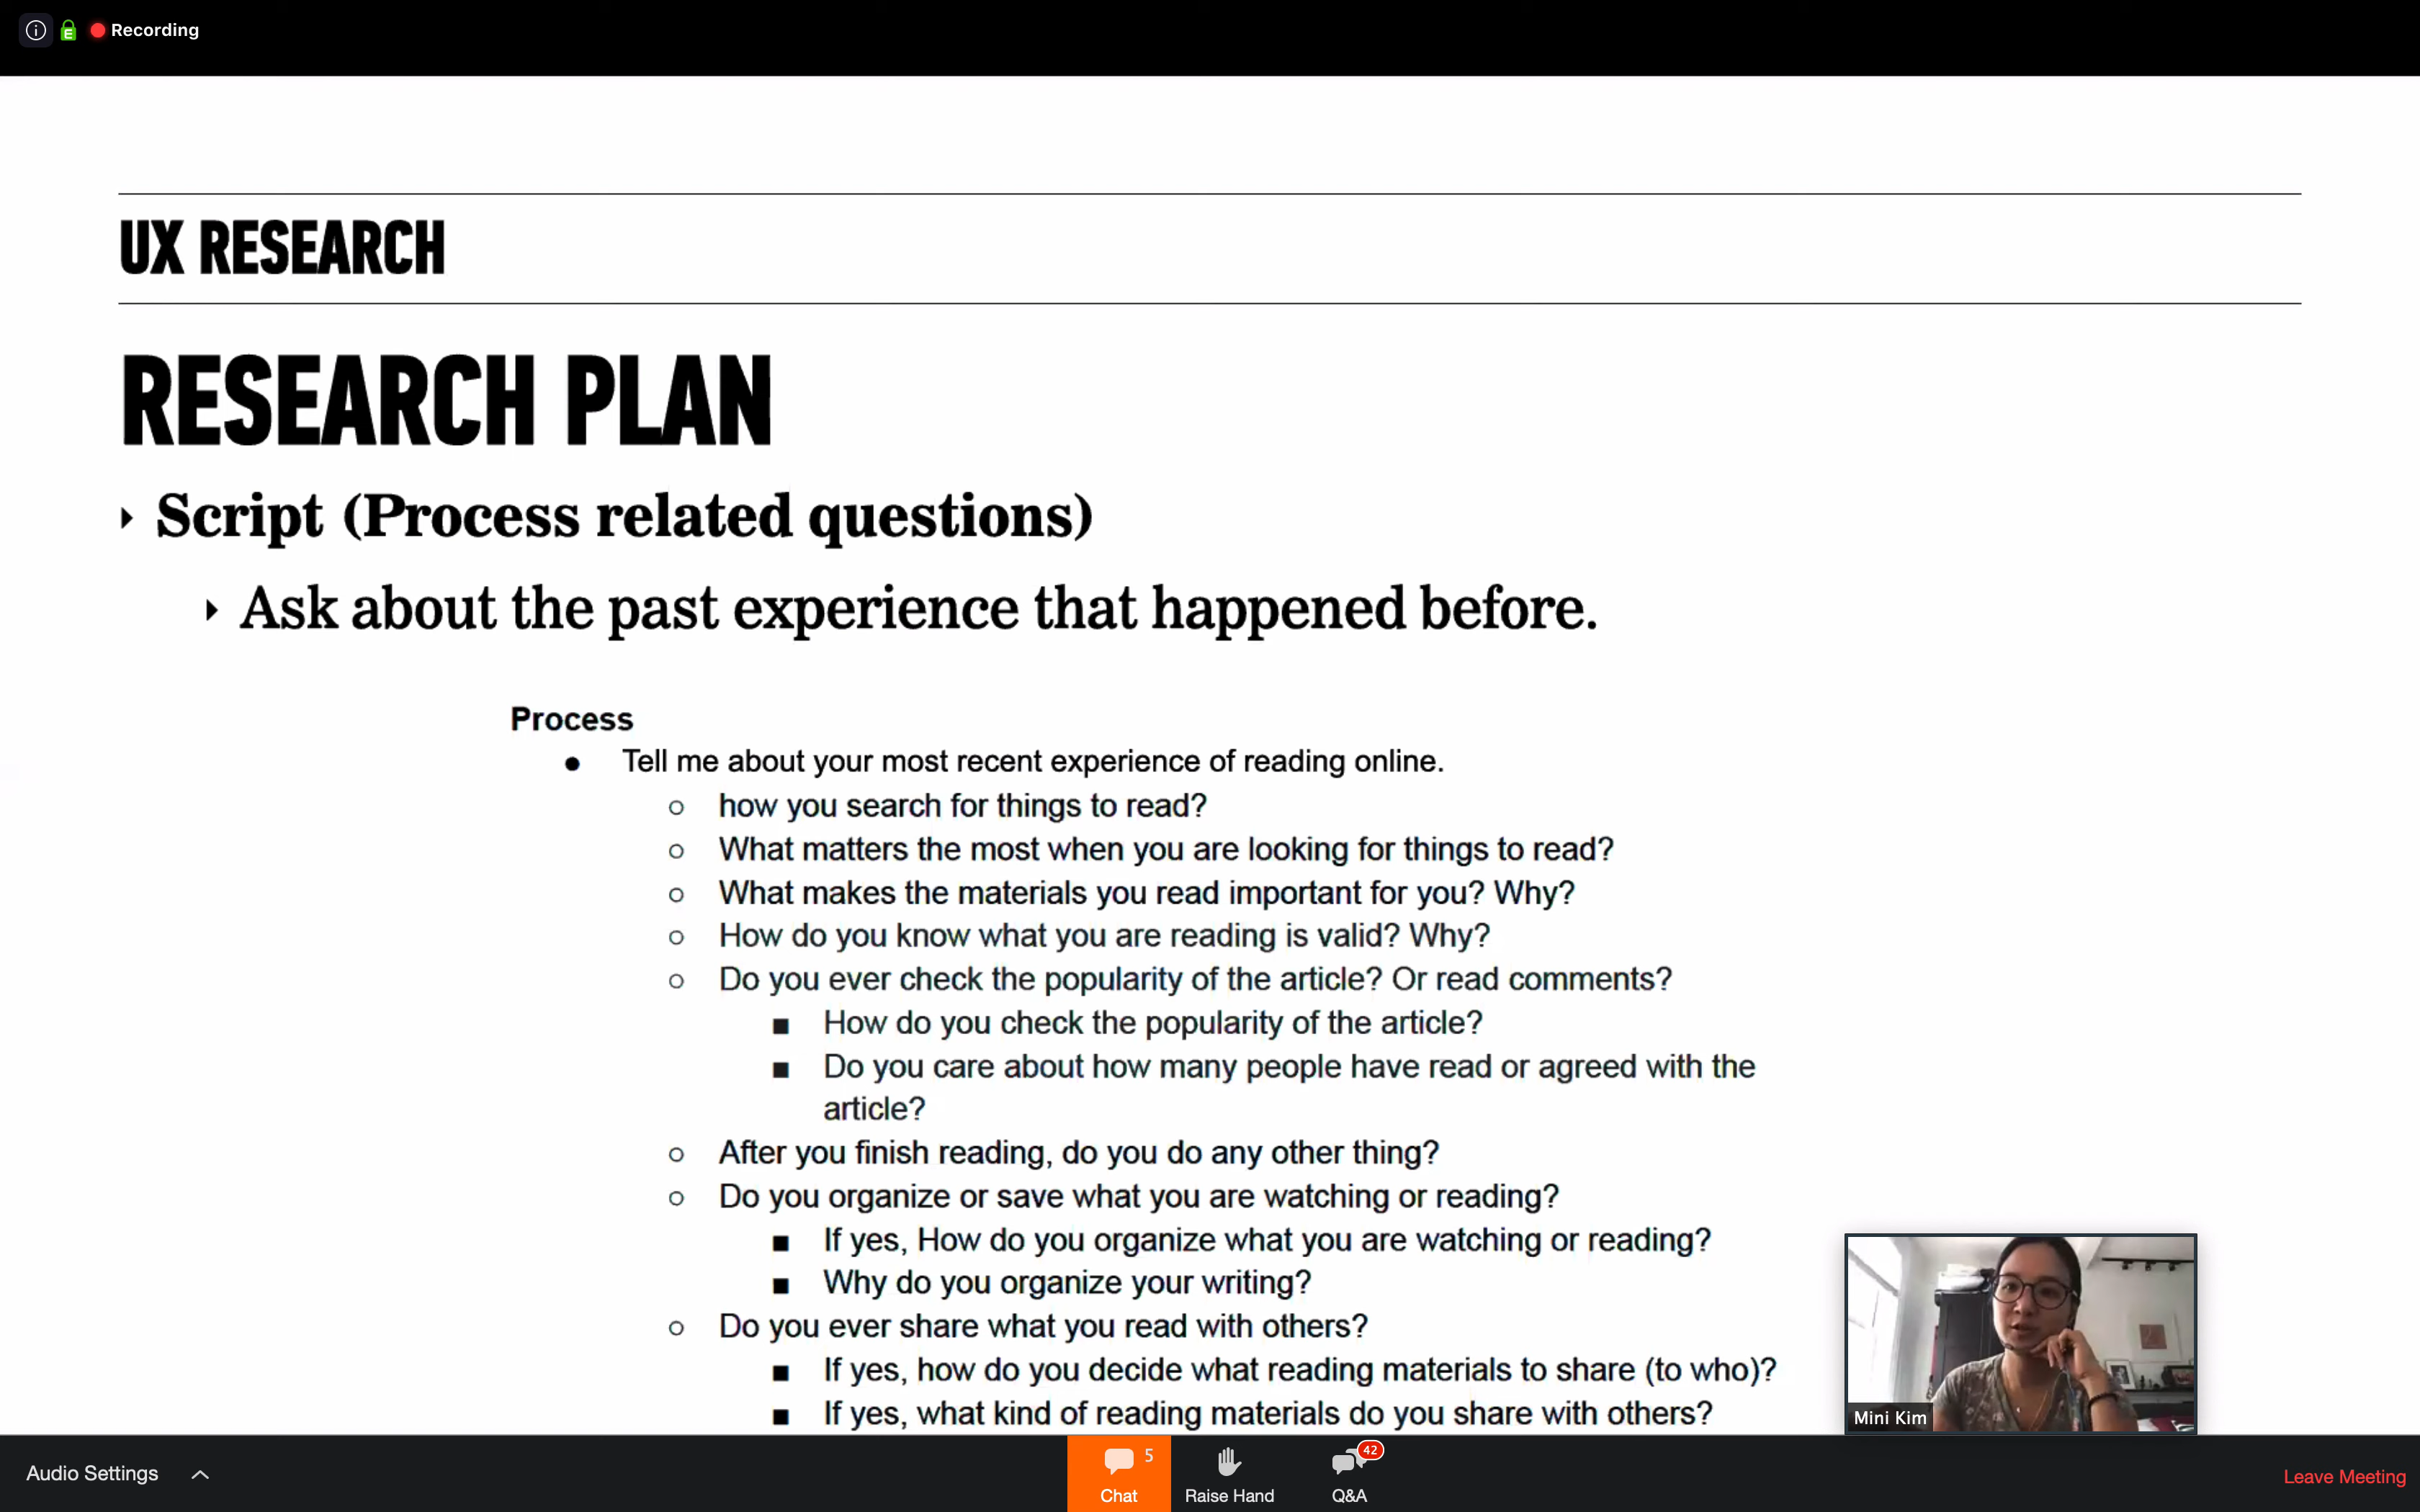 Recording
UX RESEARCH
RESEARCH PLAN
Script (Process related questions)
Ask about the past experience that happened before.
Process
Tell me about your most recent experience of reading online.
how you search for things to read?
What matters the most when you are looking for things to read?
What makes the materials you read important for you? Why?
How do you know what you are reading is valid? Why?
Do you ever check the popularity of the article? Or read comments?
How do you check the popularity of the article?
Do you care about how many people have read or agreed with the
article?
After you finish reading, do you do any other thing?
Do you organize or save what you are watching or reading?
If yes, How do you organize what you are watching or reading?
Why do you organize your writing?
Do you ever share what you read with others?
If yes, how do you decide what reading materials to share (to who)?
If yes, what kind of reading materials do you share with others?
Mini Kim
Audio Settings
5
Chat
Raise Hand
42
Q&A
Leave Meeting